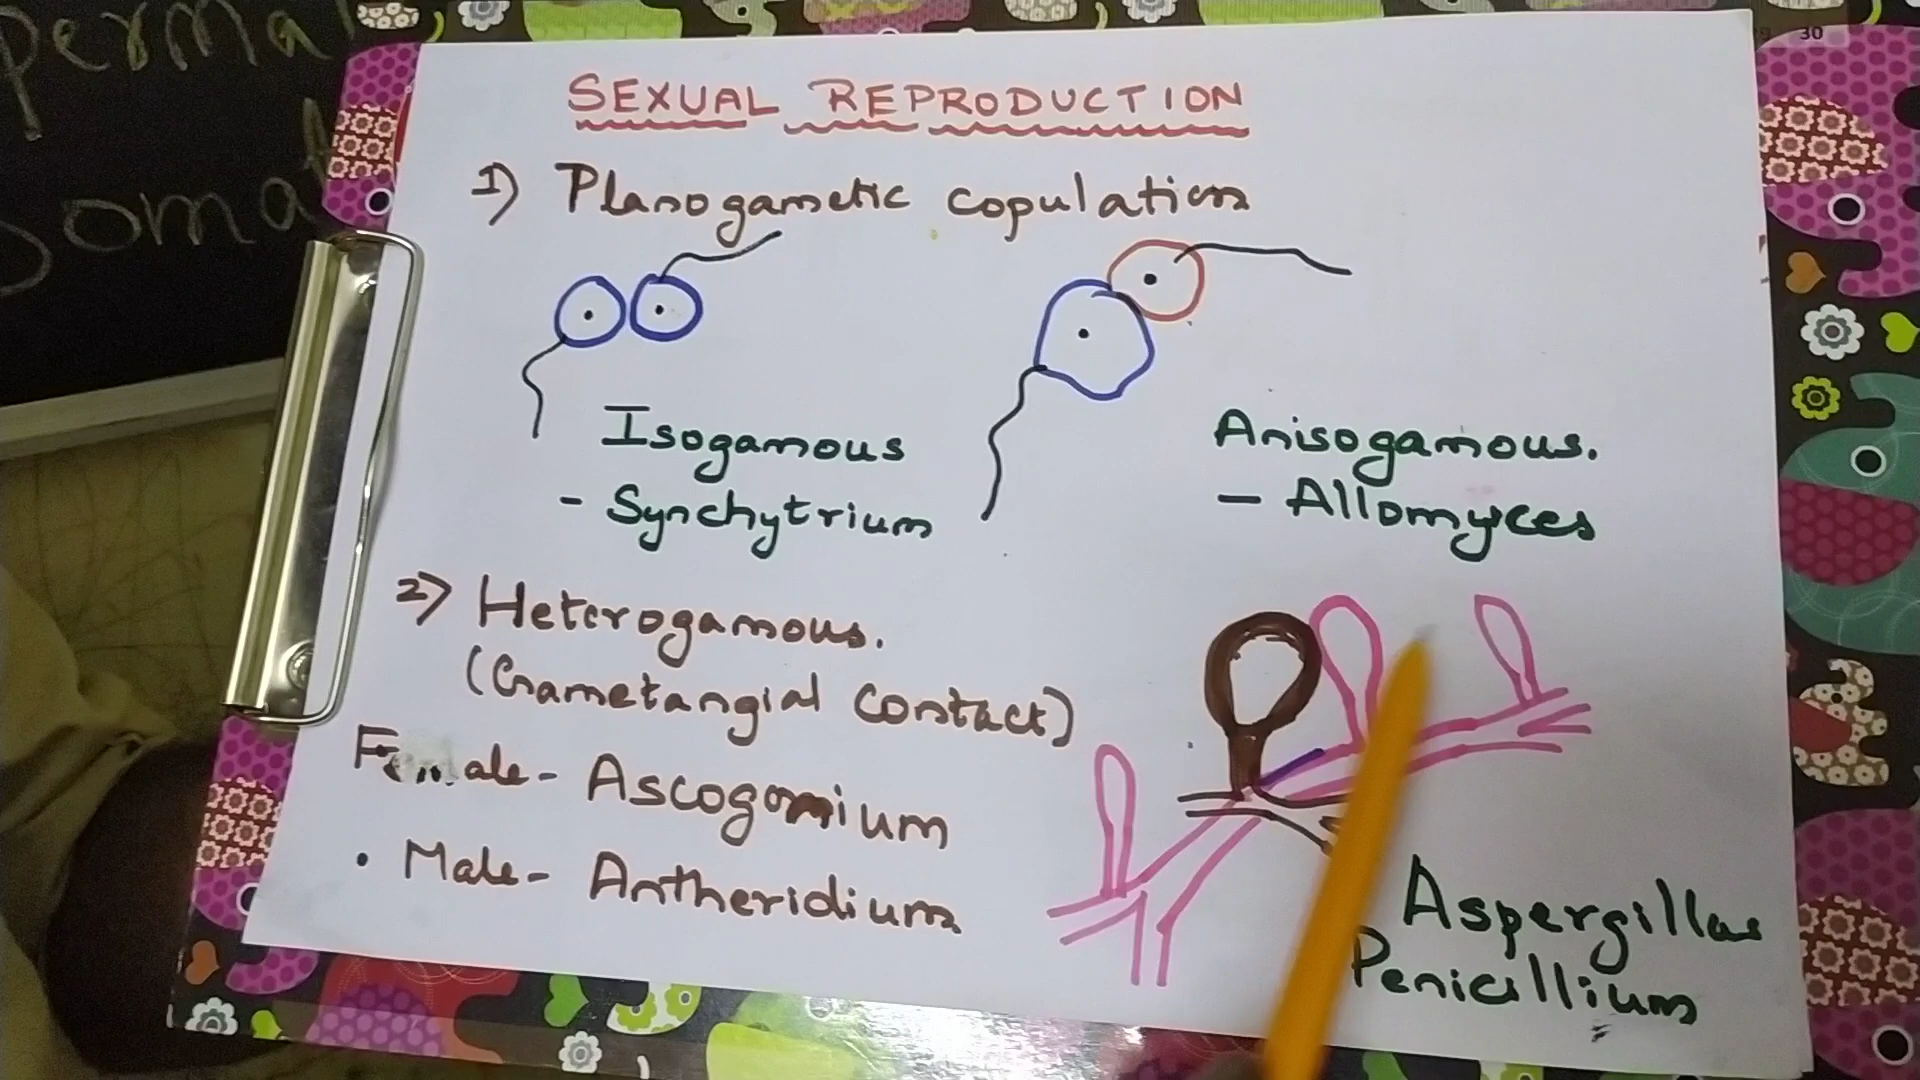 30
SEXUAL REPRODUCTION
1) Planogametic copulation
Isogamous
- Synchytrium
Anisogamous.
- Allomyces
2) Heterogamous.
(Gametangial contact)
Female- Ascogonium
• Male- Antheridium
Aspergillus
Penicillium